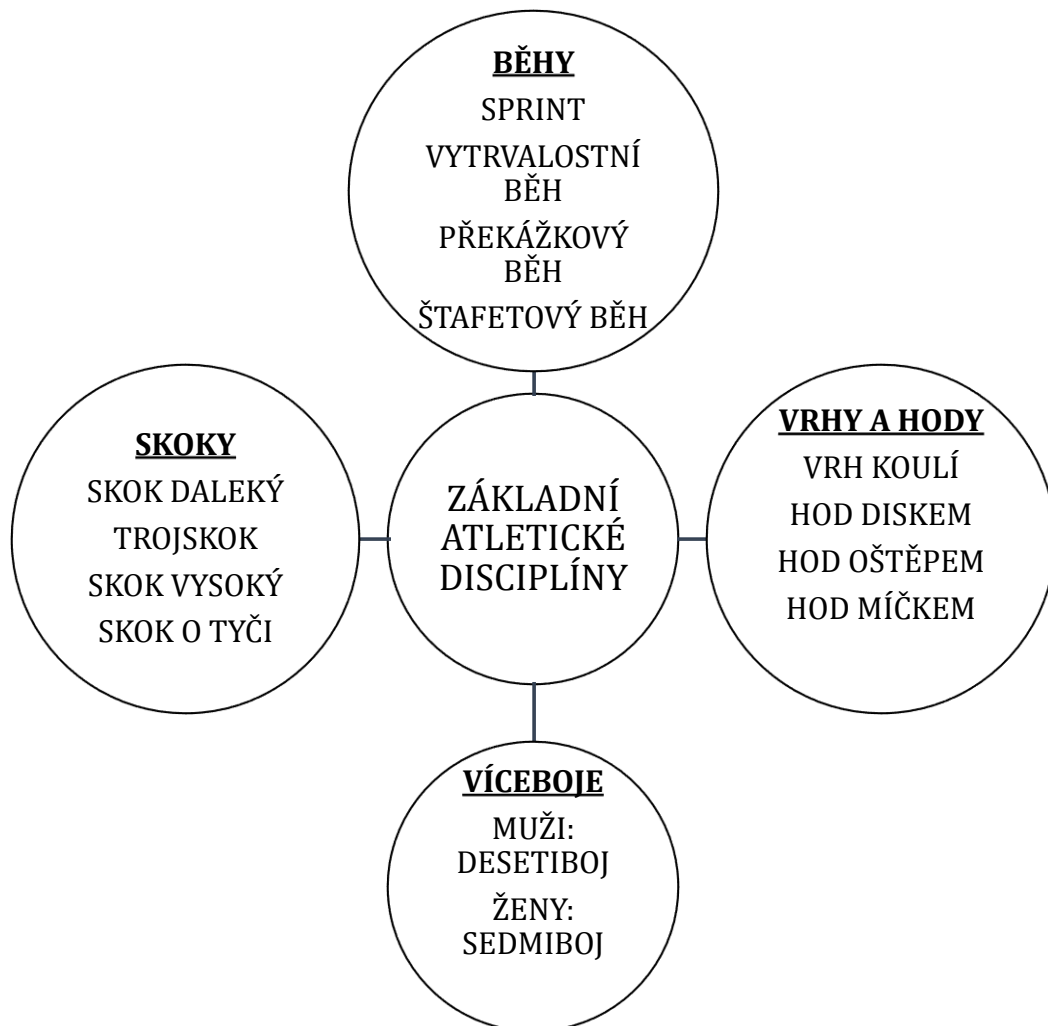 BĚHY
SPRINT
VYTRVALOSTNÍ
BĚH
PŘEKÁŽKOVÝ
BĚH
ŠTAFETOVÝ BĚH
SKOKY
SKOK DALEKÝ
TROJSKOK
SKOK VYSOKÝ
SKOK O TYČI
ZÁKLADNÍ
ATLETICKÉ
DISCIPLÍNY
VRHY A HODY
VRH KOULÍ
HOD DISKEM
HOD OŠTĚPEM
HOD MÍČKEM
VÍCEBOJE
MUŽI:
DESETIBOJ
ŽENY:
SEDMIBOJ